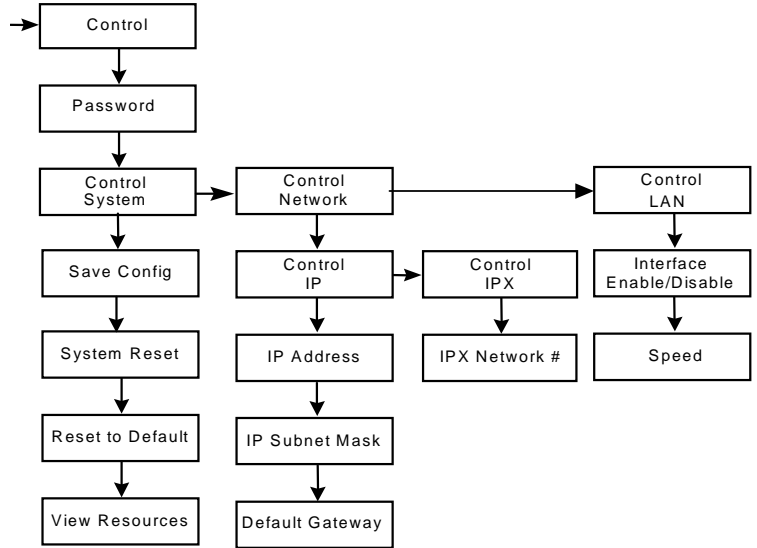 Control
Password
Control
System
Control
Network
Control
LAN
Save Config
Control
IP
Control
IPX
Interface
Enable/Disable
System Reset
IP Address
IPX Network #
Speed
Reset to Default
IP Subnet Mask
View Resources
Default Gateway